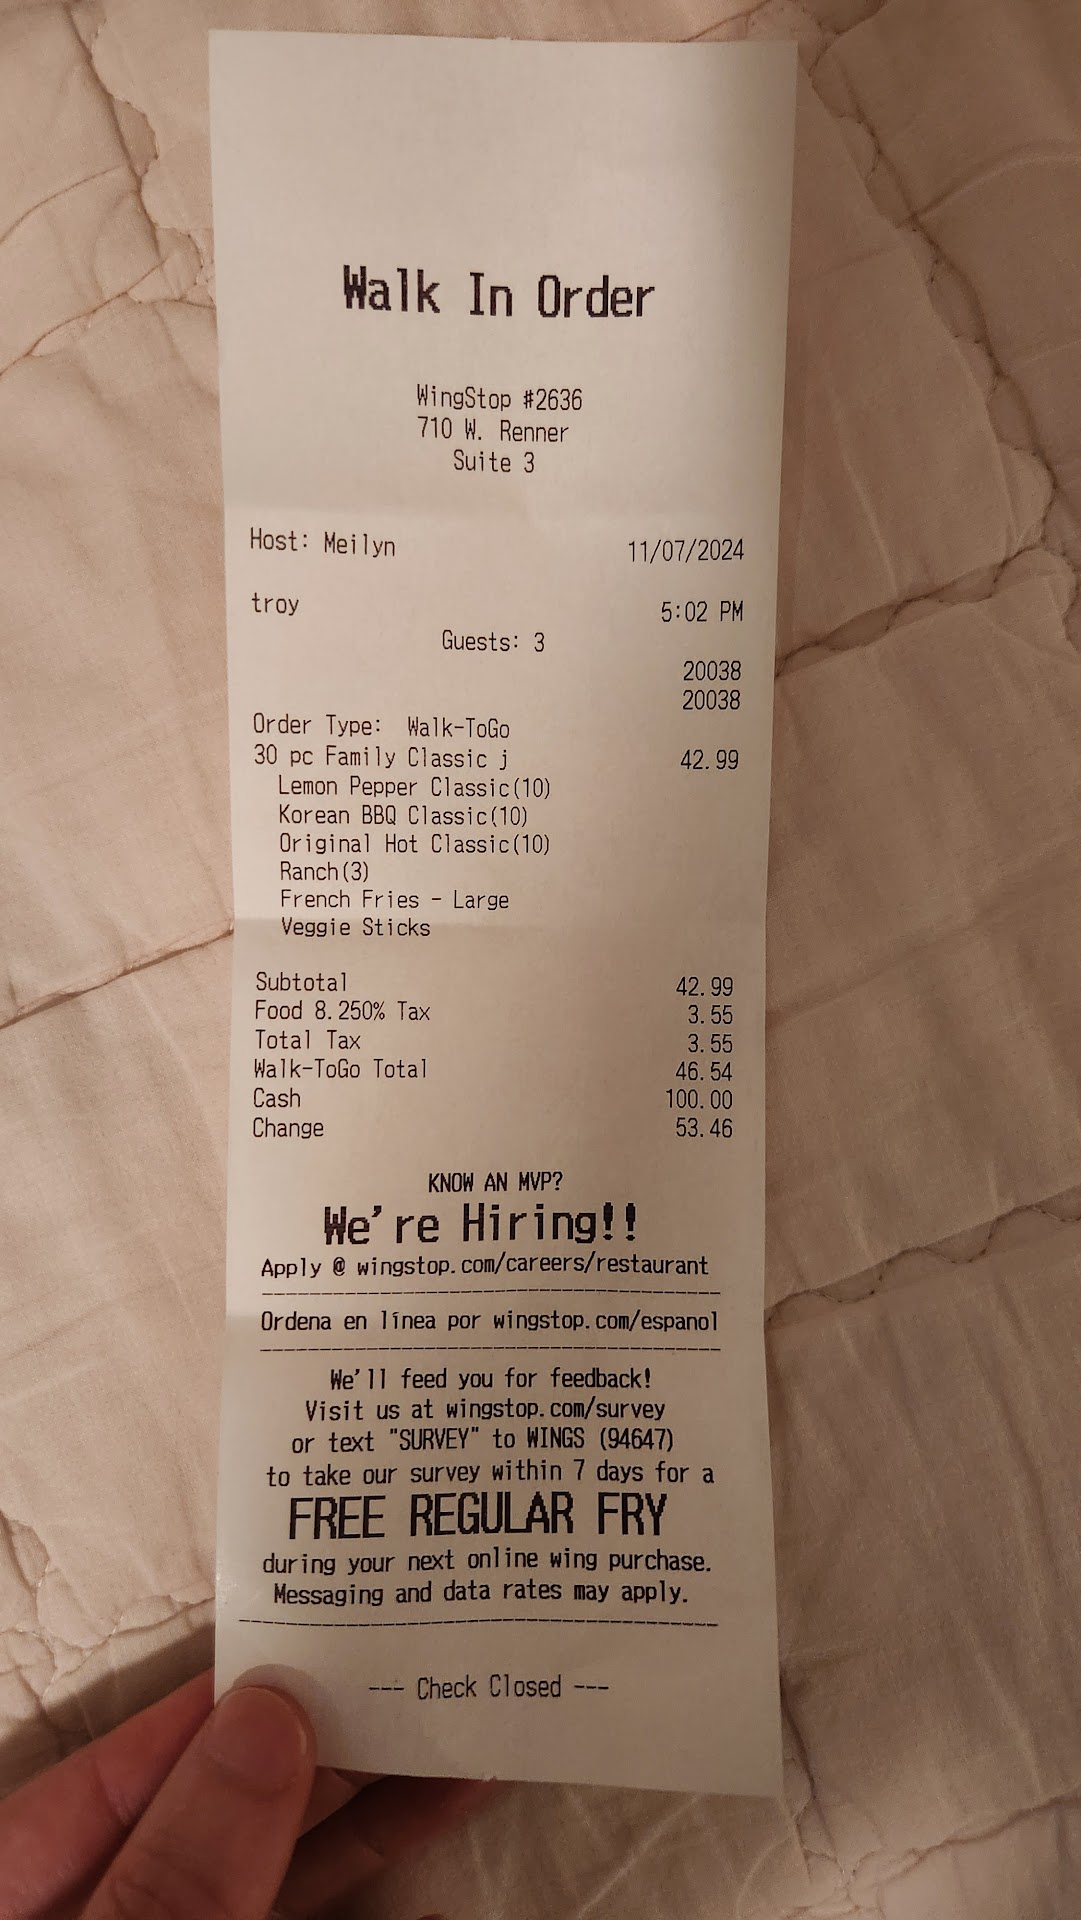 Walk In Order
WingStop #2636
710 W. Renner
Suite 3
Host: Meilyn 11/07/2024
troy 5:02 PM
Guests: 3
20038
20038
Order Type: Walk-ToGo
30 pc Family Classic j 42.99
Lemon Pepper Classic(10)
Korean BBQ Classic(10)
Original Hot Classic(10)
Ranch(3)
French Fries - Large
Veggie Sticks
Subtotal 42.99
Food 8.250% Tax 3.55
Total Tax 3.55
Walk-ToGo Total 46.54
Cash 100.00
Change 53.46
KNOW AN MVP?
We're Hiring!!
Apply @ wingstop.com/careers/restaurant
Ordena en línea por wingstop.com/espanol
We'll feed you for feedback!
Visit us at wingstop.com/survey
or text "SURVEY" to WINGS (94647)
to take our survey within 7 days for a
FREE REGULAR FRY
during your next online wing purchase.
Messaging and data rates may apply.
--- Check Closed ---